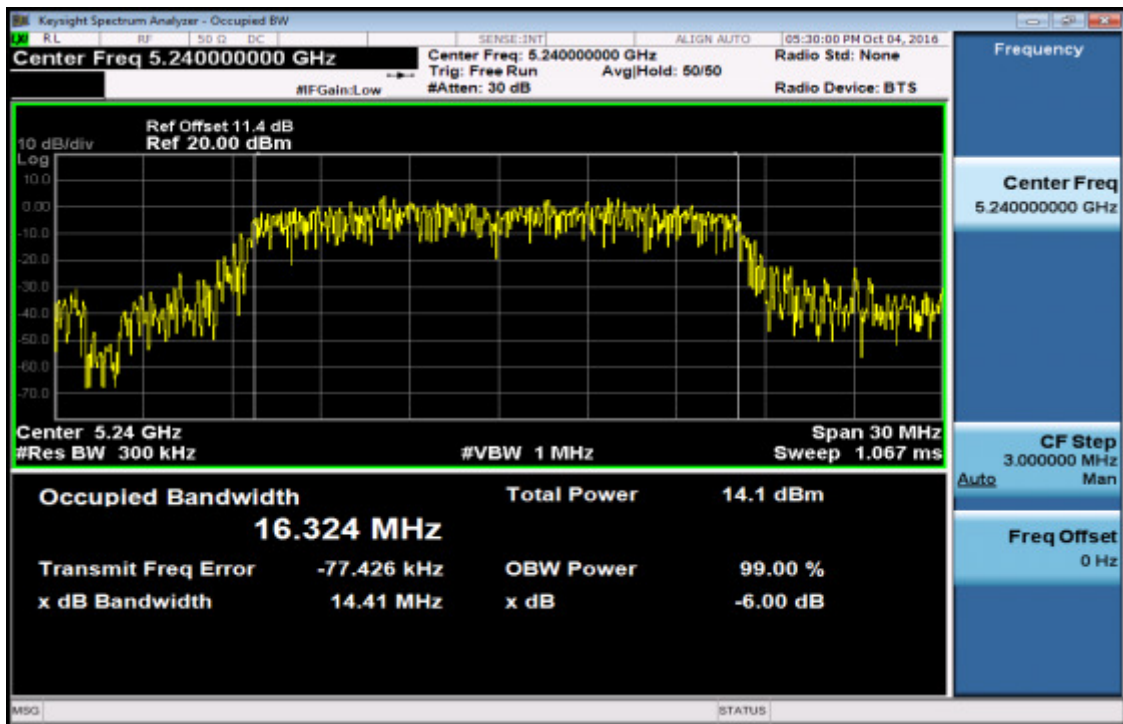 Keysight Spectrum Analyzer - Occupied BW
RL RF 50 Ω DC SENSE:INT ALIGN AUTO 05:30:00 PM Oct 04, 2016
Center Freq 5.240000000 GHz
Center Freq: 5.240000000 GHz
Radio Std: None
Trig: Free Run Avg|Hold: 50/50
#IFGain:Low
#Atten: 30 dB
Radio Device: BTS
Ref Offset 11.4 dB
10 dB/div Ref 20.00 dBm
Log
10.0
0.00
-10.0
-20.0
-30.0
-40.0
-50.0
-60.0
-70.0
Center 5.24 GHz Span 30 MHz
#Res BW 300 kHz #VBW 1 MHz Sweep 1.067 ms
Occupied Bandwidth Total Power 14.1 dBm
16.324 MHz
Transmit Freq Error -77.426 kHz OBW Power 99.00 %
x dB Bandwidth 14.41 MHz x dB -6.00 dB
Frequency
Center Freq
5.240000000 GHz
CF Step
3.000000 MHz
Auto Man
Freq Offset
0 Hz
MSG STATUS